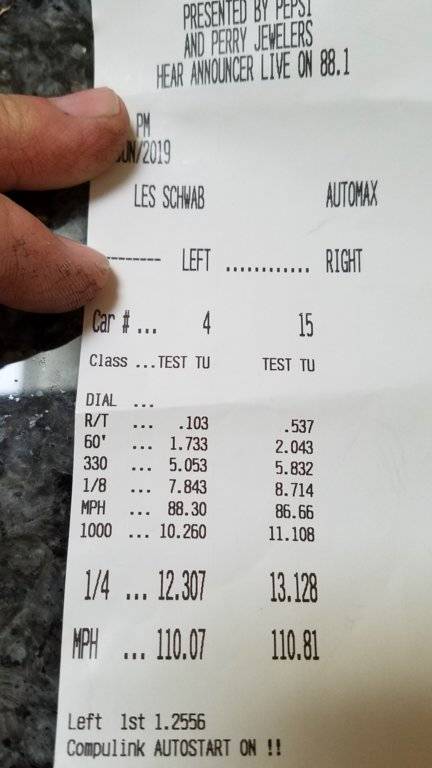 PRESENTED BY PEPSI
AND PERRY JEWELERS
HEAR ANNOUNCER LIVE ON 88.1
PM
JUN/2019
LES SCHWAB AUTOMAX
--------- LEFT ............ RIGHT
Car # ... 4 15
Class ...TEST TU TEST TU
DIAL ...
R/T ... .103 .537
60' ... 1.733 2.043
330 ... 5.053 5.832
1/8 ... 7.843 8.714
MPH ... 88.30 86.66
1000 ... 10.260 11.108
1/4 ... 12.307 13.128
MPH ... 110.07 110.81
Left 1st 1.2556
Compulink AUTOSTART ON !!